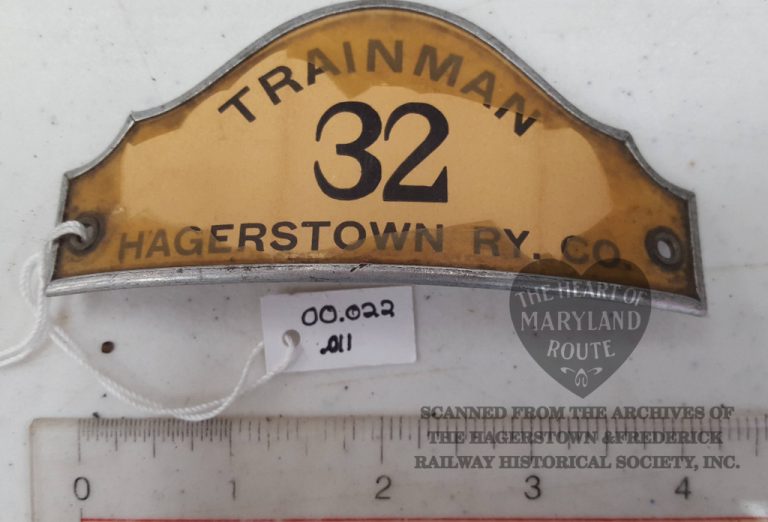 TRAINMAN
32
HAGERSTOWN RY. CO.
00.022
.011
THE HEART OF
MARYLAND
ROUTE
SCANNED FROM THE ARCHIVES OF
THE HAGERSTOWN & FREDERICK
RAILWAY HISTORICAL SOCIETY, INC.
0 1 2 3 4